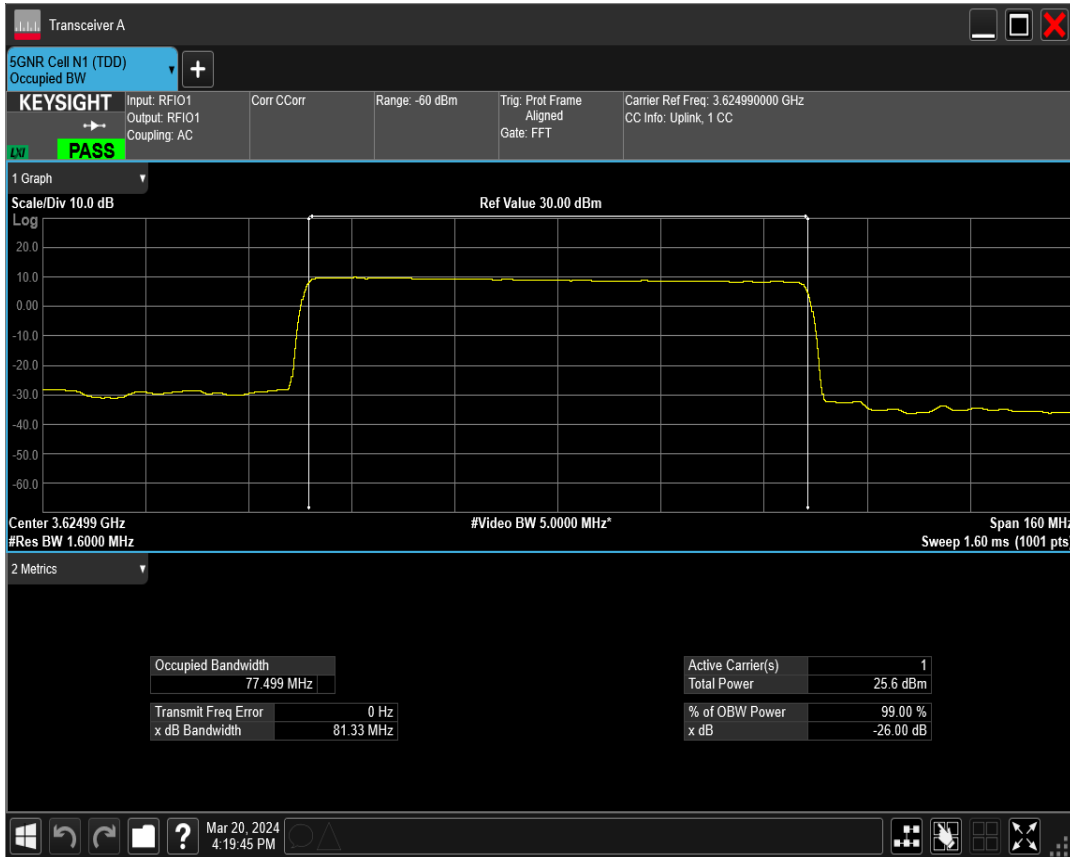 Transceiver A
5GNR Cell N1 (TDD)
Occupied BW
+
KEYSIGHT
LXI
PASS
Input: RFIO1
Output: RFIO1
Coupling: AC
Corr CCorr
Range: -60 dBm
Trig: Prot Frame
Aligned
Gate: FFT
Carrier Ref Freq: 3.624990000 GHz
CC Info: Uplink, 1 CC
1 Graph
Scale/Div 10.0 dB
Ref Value 30.00 dBm
Log
20.0
10.0
0.00
-10.0
-20.0
-30.0
-40.0
-50.0
-60.0
Center 3.62499 GHz
#Video BW 5.0000 MHz*
Span 160 MHz
#Res BW 1.6000 MHz
Sweep 1.60 ms (1001 pts)
2 Metrics
Occupied Bandwidth
77.499 MHz
Transmit Freq Error 0 Hz
x dB Bandwidth 81.33 MHz
Active Carrier(s) 1
Total Power 25.6 dBm
% of OBW Power 99.00 %
x dB -26.00 dB
?
Mar 20, 2024
4:19:45 PM